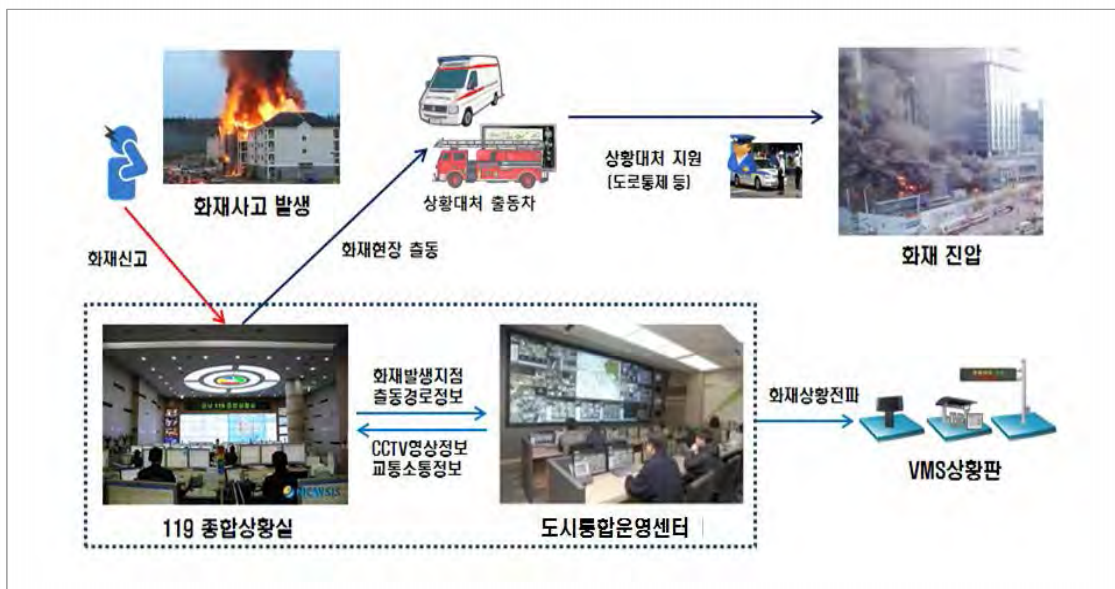 화재사고 발생
상황대처 출동차
상황대처 지원
(도로통제 등)
화재 진압
화재신고
화재현장 출동
화재발생지점
출동경로정보
CCTV영상정보
교통소통정보
화재상황전파
119 종합상황실
도시통합운영센터
VMS상황판
NEWSIS